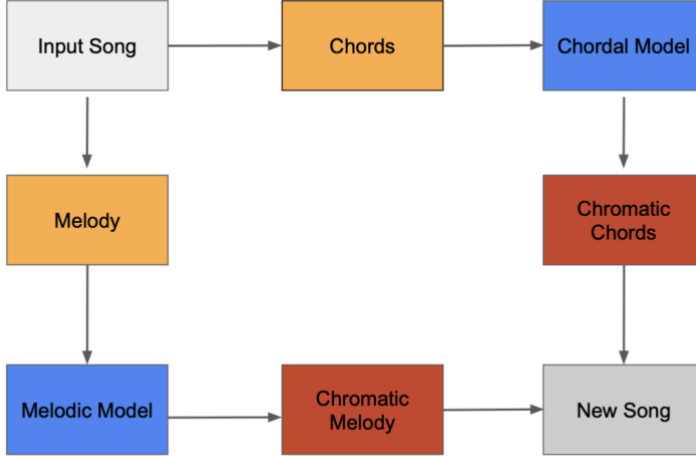 Input Song
Chords
Chordal Model
Melody
Chromatic
Chords
Melodic Model
Chromatic
Melody
New Song